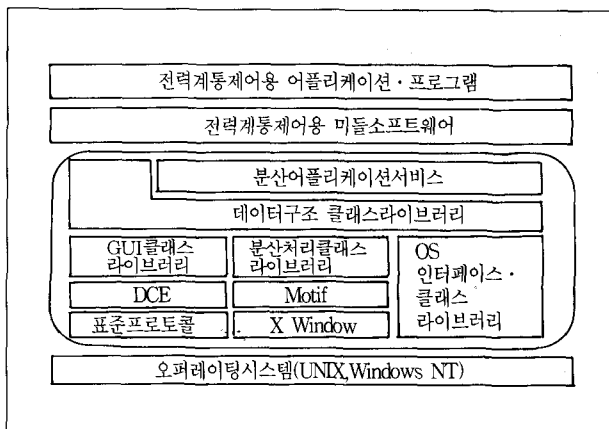 전력계통제어용 어플리케이션·프로그램
전력계통제어용 미들소프트웨어
분산어플리케이션서비스
데이터구조 클래스라이브러리
GUI클래스
라이브러리
분산처리클래스
라이브러리
OS
인터페이스·
클래스
라이브러리
DCE
Motif
표준프로토콜
X Window
오퍼레이팅시스템(UNIX,Windows NT)